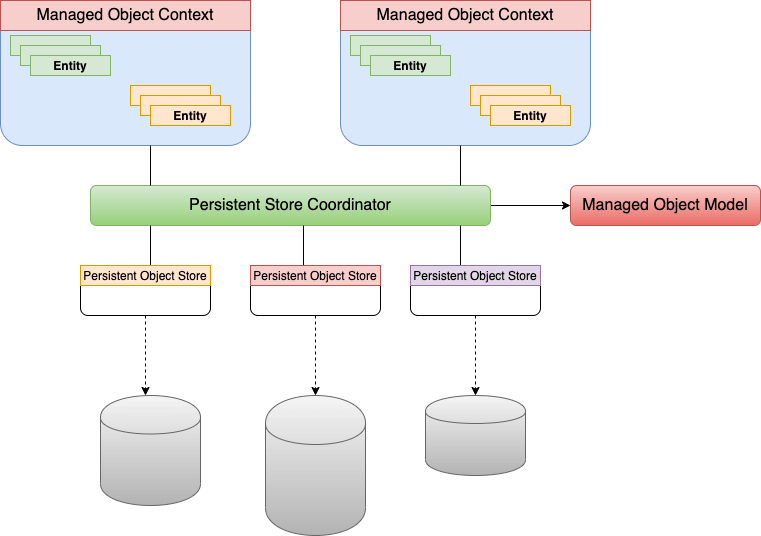 Managed Object Context
Managed Object Context
Entity
Entity
Entity
Entity
Persistent Store Coordinator
Managed Object Model
Persistent Object Store
Persistent Object Store
Persistent Object Store